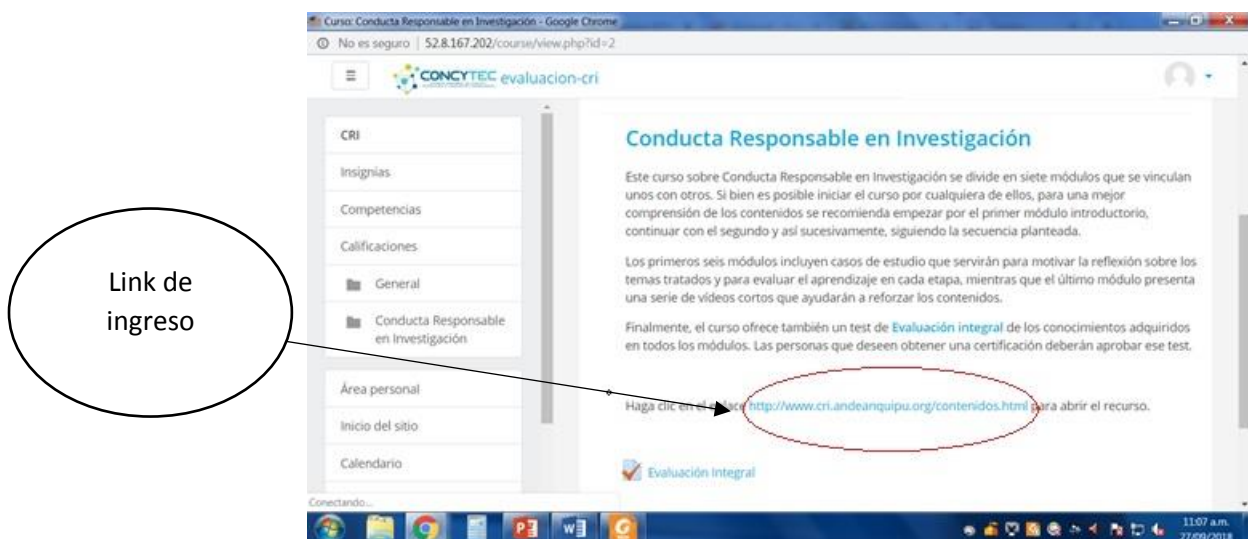 Curso: Conducta Responsable en Investigación - Google Chrome
No es seguro | 52.8.167.202/course/view.php?id=2
CONCYTEC evaluacion-cri
CRI
Insignias
Competencias
Calificaciones
General
Conducta Responsable
en Investigación
Área personal
Inicio del sitio
Calendario
Conectando...
Conducta Responsable en Investigación
Este curso sobre Conducta Responsable en Investigación se divide en siete módulos que se vinculan
unos con otros. Si bien es posible iniciar el curso por cualquiera de ellos, para una mejor
comprensión de los contenidos se recomienda empezar por el primer módulo introductorio,
continuar con el segundo y así sucesivamente, siguiendo la secuencia planteada.
Los primeros seis módulos incluyen casos de estudio que servirán para motivar la reflexión sobre los
temas tratados y para evaluar el aprendizaje en cada etapa, mientras que el último módulo presenta
una serie de vídeos cortos que ayudarán a reforzar los contenidos.
Finalmente, el curso ofrece también un test de Evaluación integral de los conocimientos adquiridos
en todos los módulos. Las personas que deseen obtener una certificación deberán aprobar ese test.
Haga clic en el enlace http://www.cri.andeanquipu.org/contenidos.html para abrir el recurso.
Evaluación Integral
Link de
ingreso
11:07 a.m.
27/09/2018